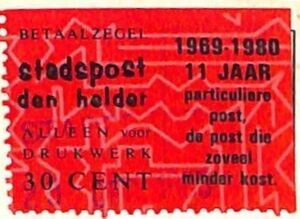 BETAALZEGEL
stadspost
den helder
ALLEEN voor
DRUKWERK
30 CENT
1969-1980
11 JAAR
particuliere
post,
de post die
zoveel
minder kost.